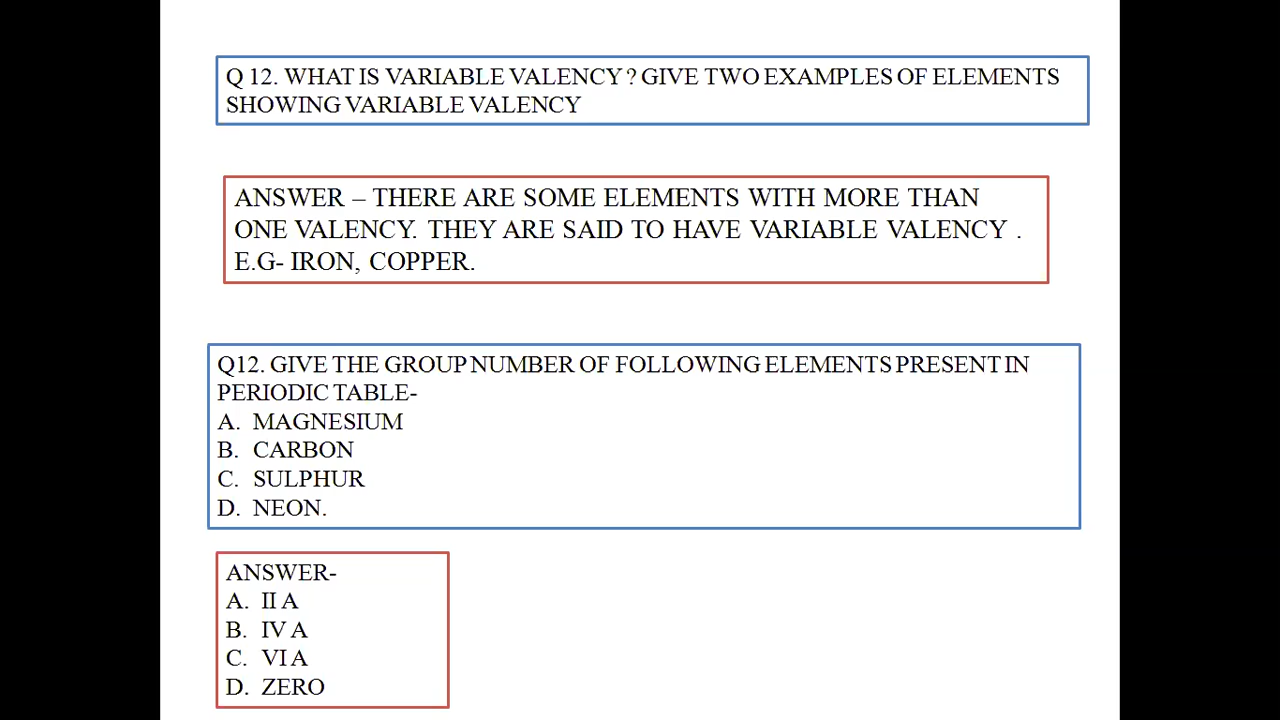 Q 12. WHAT IS VARIABLE VALENCY ? GIVE TWO EXAMPLES OF ELEMENTS
SHOWING VARIABLE VALENCY
ANSWER – THERE ARE SOME ELEMENTS WITH MORE THAN
ONE VALENCY. THEY ARE SAID TO HAVE VARIABLE VALENCY .
E.G- IRON, COPPER.
Q12. GIVE THE GROUP NUMBER OF FOLLOWING ELEMENTS PRESENT IN
PERIODIC TABLE-
A. MAGNESIUM
B. CARBON
C. SULPHUR
D. NEON.
ANSWER-
A. II A
B. IV A
C. VI A
D. ZERO